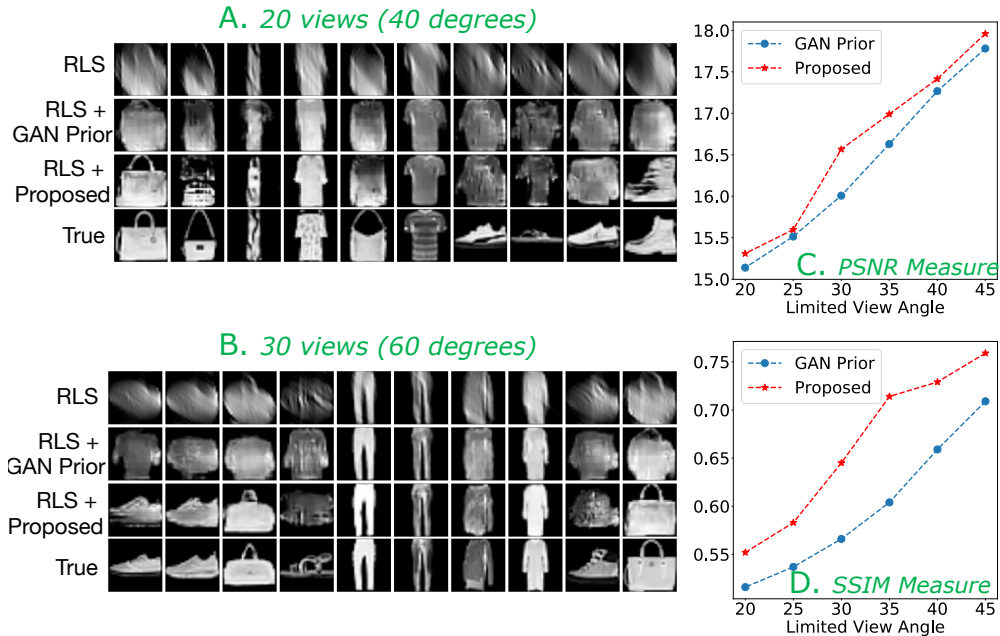 A. 20 views (40 degrees)
RLS
RLS +
GAN Prior
RLS +
Proposed
True
GAN Prior
Proposed
18.0
17.5
17.0
16.5
16.0
15.5
15.0
C. PSNR Measure
20 25 30 35 40 45
Limited View Angle
B. 30 views (60 degrees)
RLS
RLS +
GAN Prior
RLS +
Proposed
True
GAN Prior
Proposed
0.75
0.70
0.65
0.60
0.55
D. SSIM Measure
20 25 30 35 40 45
Limited View Angle